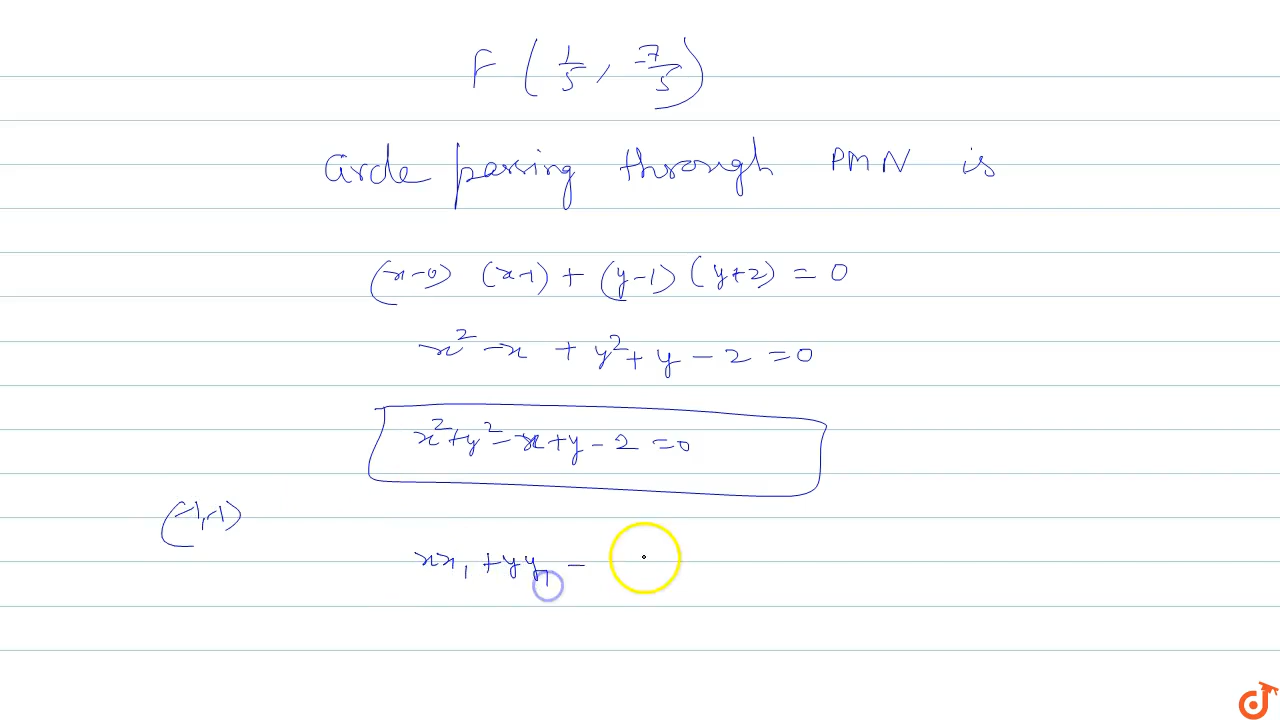 F ( 1/5 , -7/5 )
Circle passing through PMN is
(x-0) (x-1) + (y-1) (y+2) = 0
x² - x + y² + y - 2 = 0
x² + y² - x + y - 2 = 0
(-1,-1)
xx₁ + yy₁ -